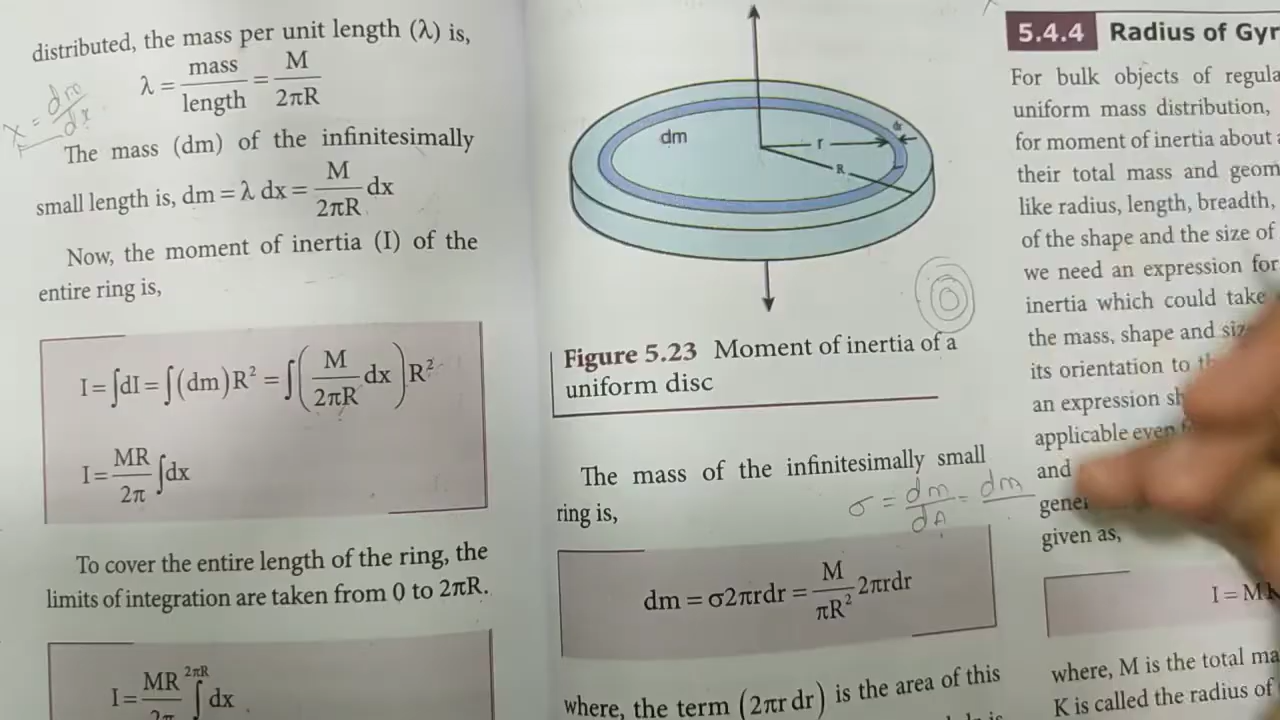 distributed, the mass per unit length (λ) is,
λ = mass/length = M/2πR
x = dm/dx
The mass (dm) of the infinitesimally
small length is, dm = λ dx = M/2πR dx
Now, the moment of inertia (I) of the
entire ring is,
I = ∫dI = ∫(dm)R² = ∫(M/2πR dx)R²
I = MR/2π ∫dx
To cover the entire length of the ring, the
limits of integration are taken from 0 to 2πR.
I = MR/2π ∫^2πR dx
dm
r
R
Figure 5.23 Moment of inertia of a
uniform disc
The mass of the infinitesimally small
ring is,
σ = dm/dA = dm
dm = σ2πrdr = M/πR² 2πrdr
where, the term (2πr dr) is the area of this
5.4.4 Radius of Gyr
For bulk objects of regula
uniform mass distribution,
for moment of inertia about
their total mass and geom
like radius, length, breadth,
of the shape and the size of
we need an expression for
inertia which could take
the mass, shape and siz
its orientation to th
an expression sh
applicable even
and
gener
given as,
I = MK
where, M is the total ma
K is called the radius of